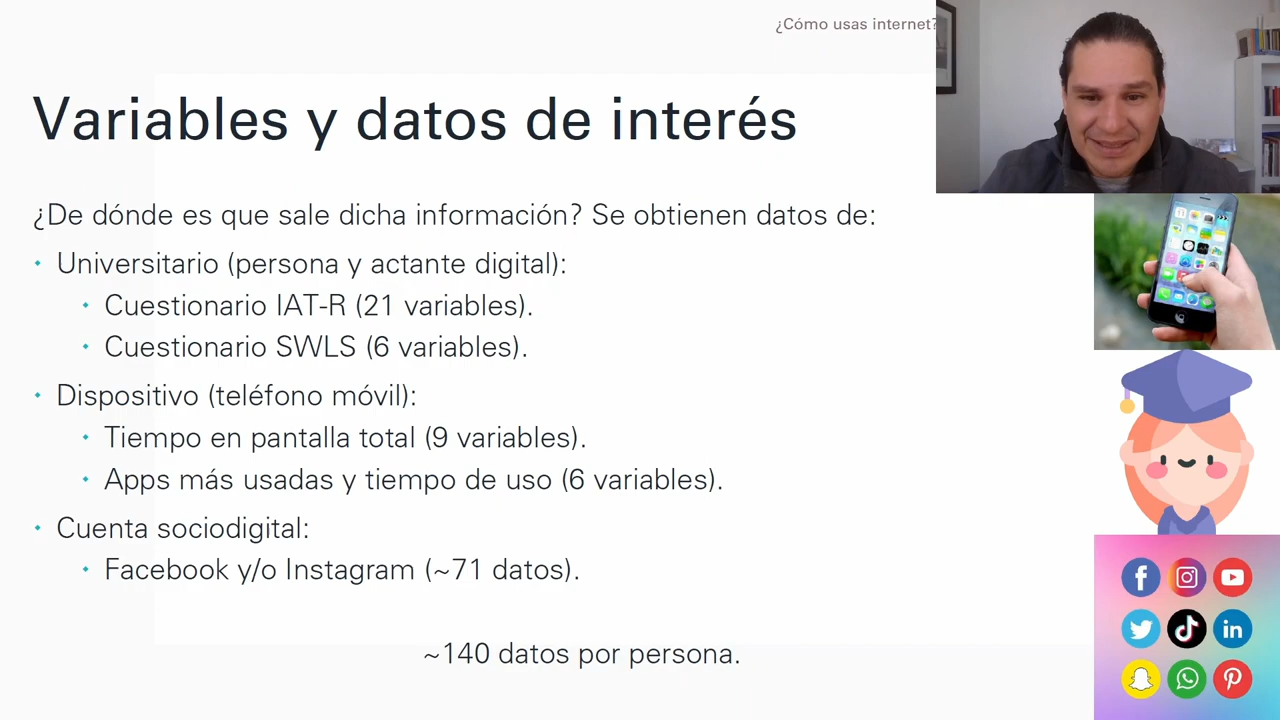 ¿Cómo usas internet?
Variables y datos de interés
¿De dónde es que sale dicha información? Se obtienen datos de:
Universitario (persona y actante digital):
Cuestionario IAT-R (21 variables).
Cuestionario SWLS (6 variables).
Dispositivo (teléfono móvil):
Tiempo en pantalla total (9 variables).
Apps más usadas y tiempo de uso (6 variables).
Cuenta sociodigital:
Facebook y/o Instagram (~71 datos).
~140 datos por persona.